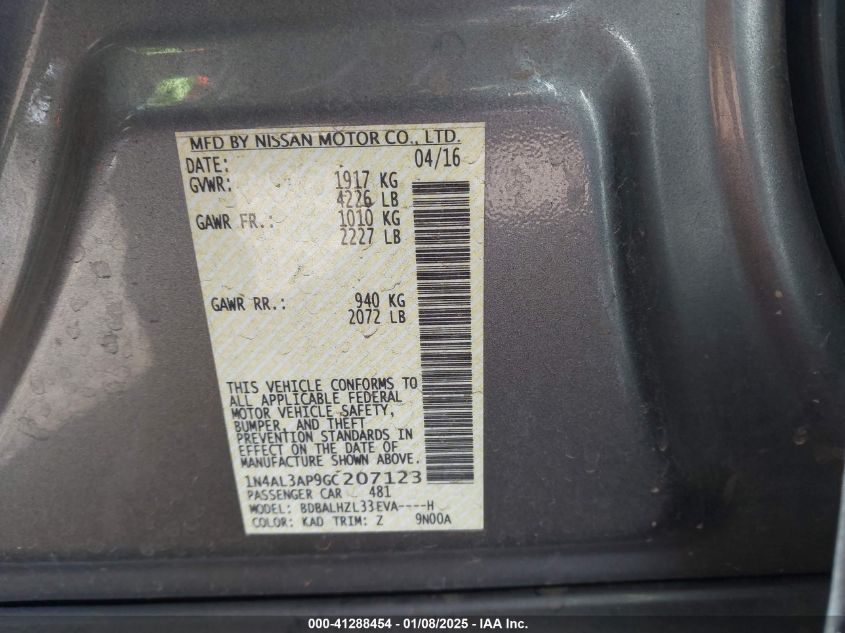 MFD BY NISSAN MOTOR CO., LTD.
DATE: 04/16
GVWR: 1917 KG
4226 LB
GAWR FR.: 1010 KG
2227 LB
GAWR RR.: 940 KG
2072 LB
THIS VEHICLE CONFORMS TO
ALL APPLICABLE FEDERAL
MOTOR VEHICLE SAFETY,
BUMPER, AND THEFT
PREVENTION STANDARDS IN
EFFECT ON THE DATE OF
MANUFACTURE SHOWN ABOVE.
1N4AL3AP9GC207123
PASSENGER CAR 481
MODEL: BDBALHZL33EVA----H
COLOR: KAD TRIM: Z 9N00A
000-41288454 - 01/08/2025 - IAA Inc.